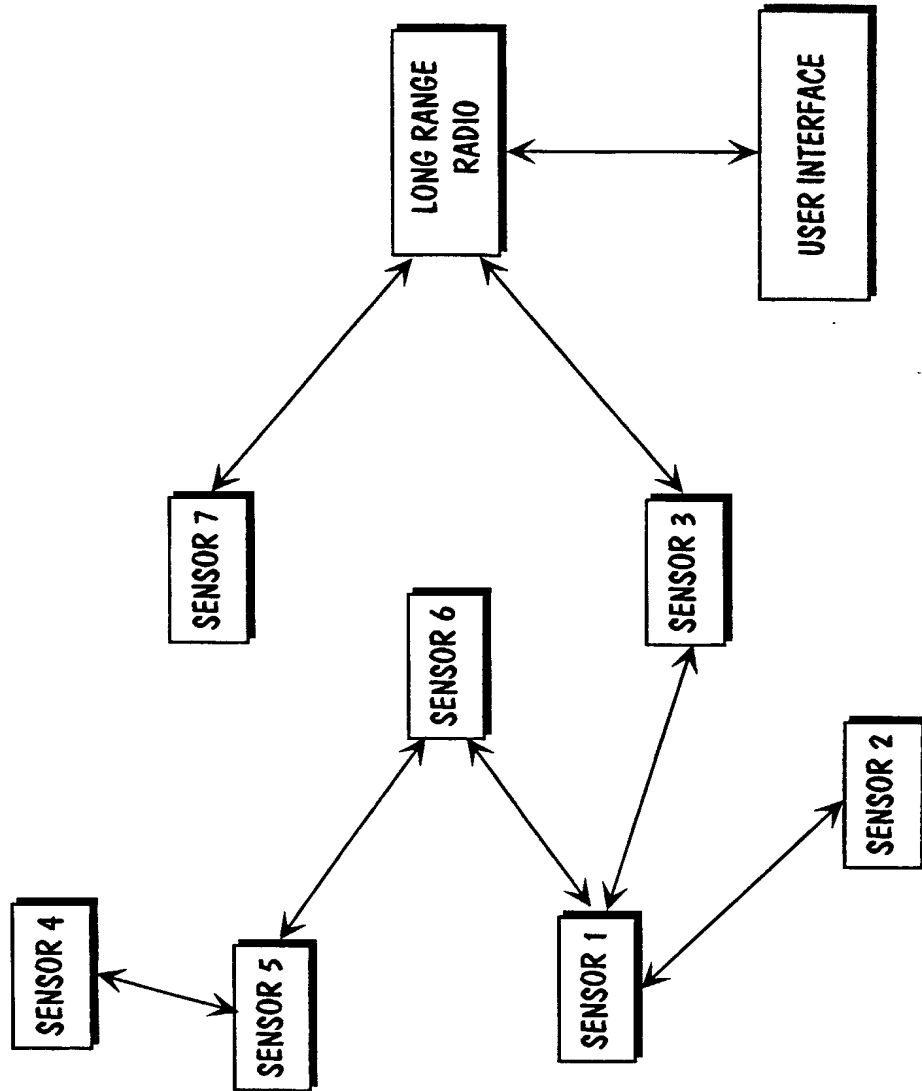 SENSOR 4
SENSOR 7
SENSOR 5
SENSOR 6
LONG RANGE
RADIO
SENSOR 1
SENSOR 3
USER INTERFACE
SENSOR 2